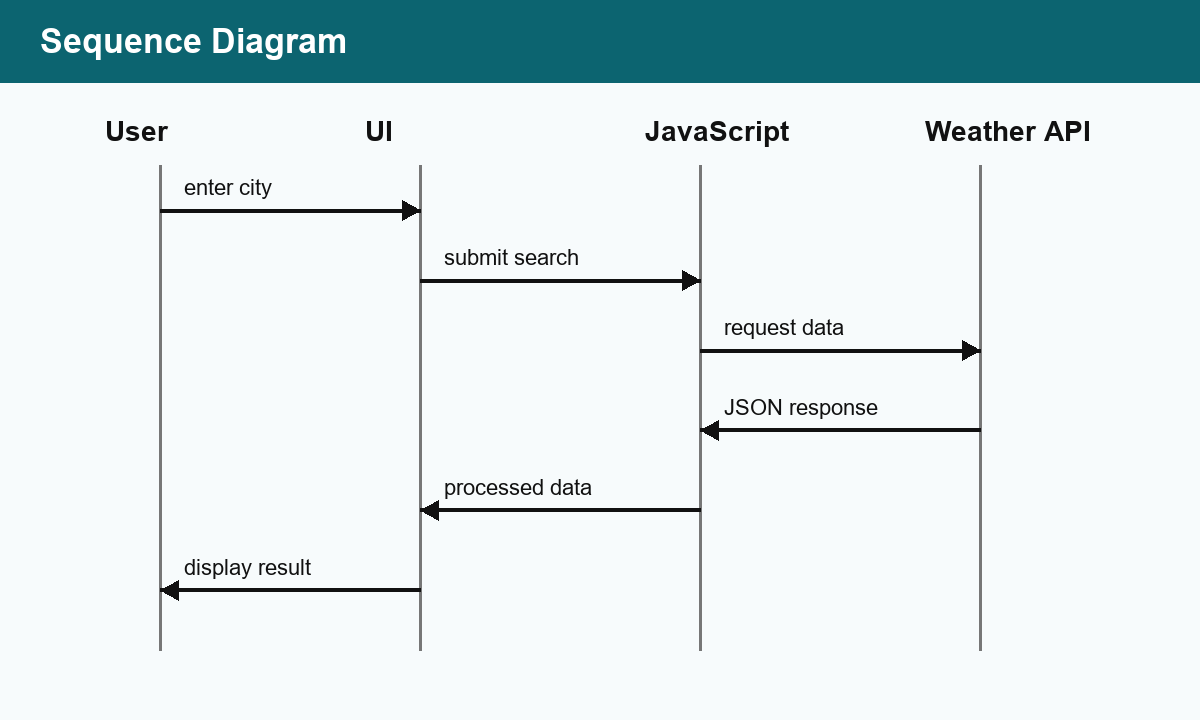 Sequence Diagram
User UI JavaScript Weather API
enter city
submit search
request data
JSON response
processed data
display result